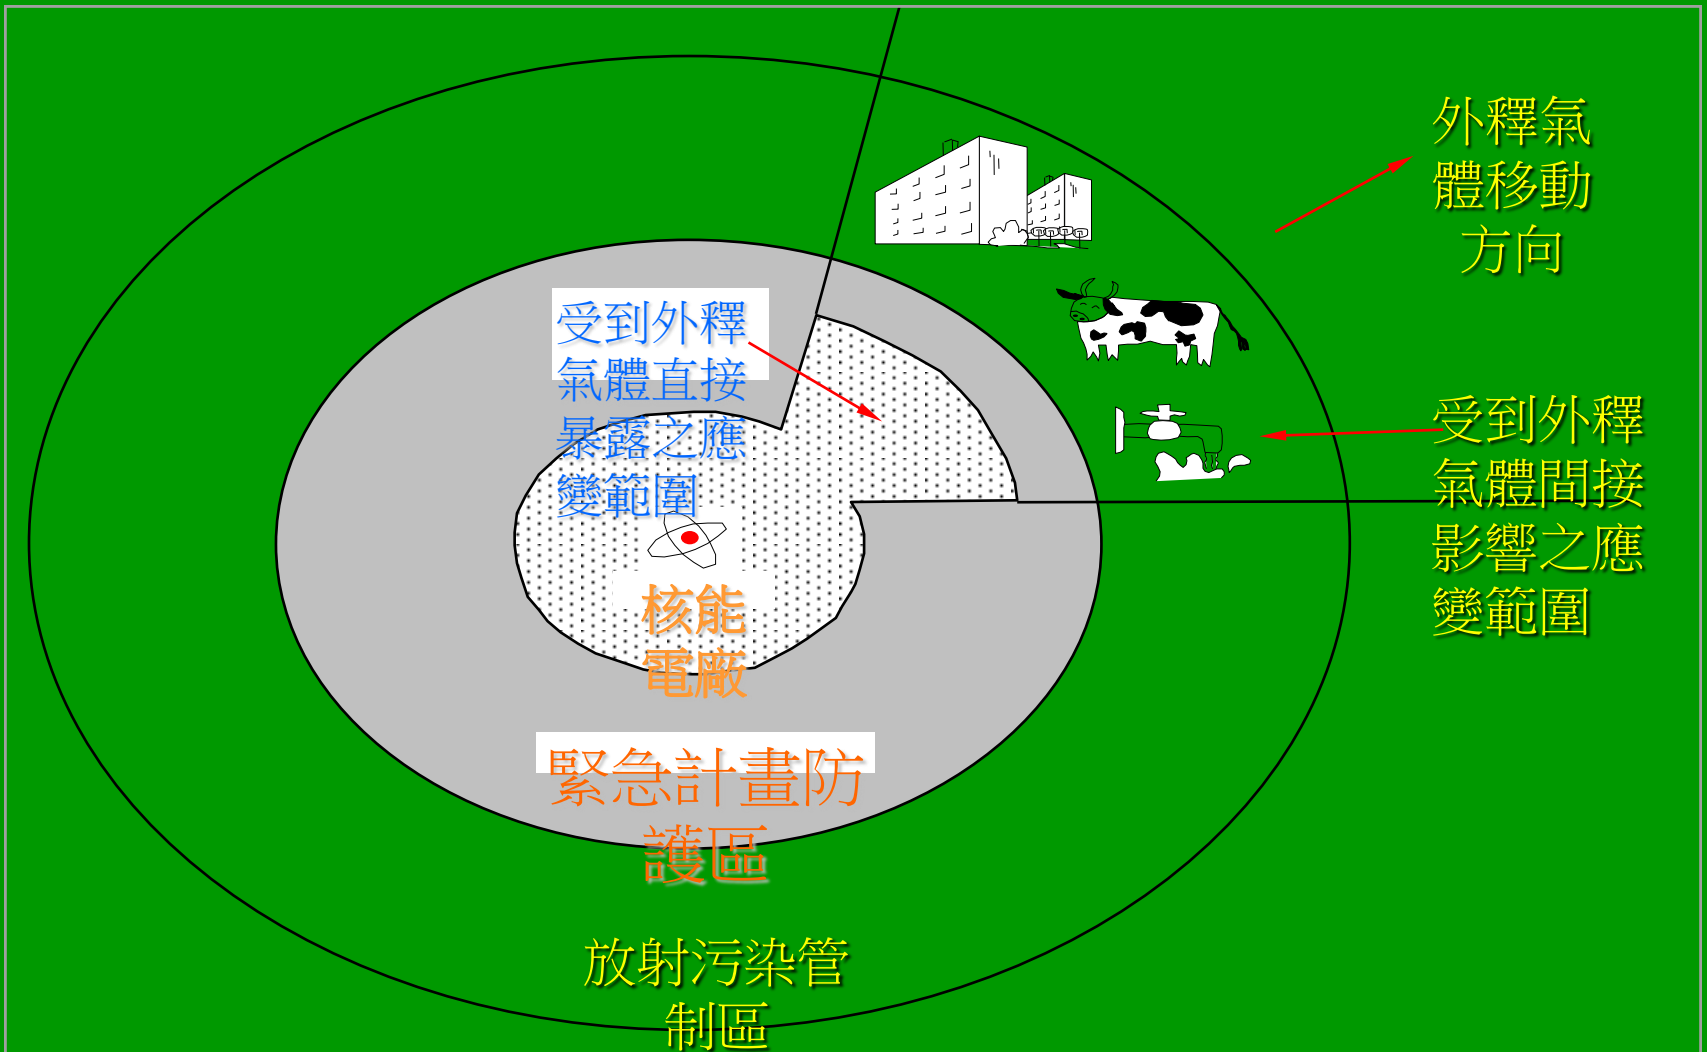 外釋氣
體移動
方向
受到外釋
氣體直接
暴露之應
變範圍
受到外釋
氣體間接
影響之應
變範圍
核能
電廠
緊急計畫防
護區
放射污染管
制區